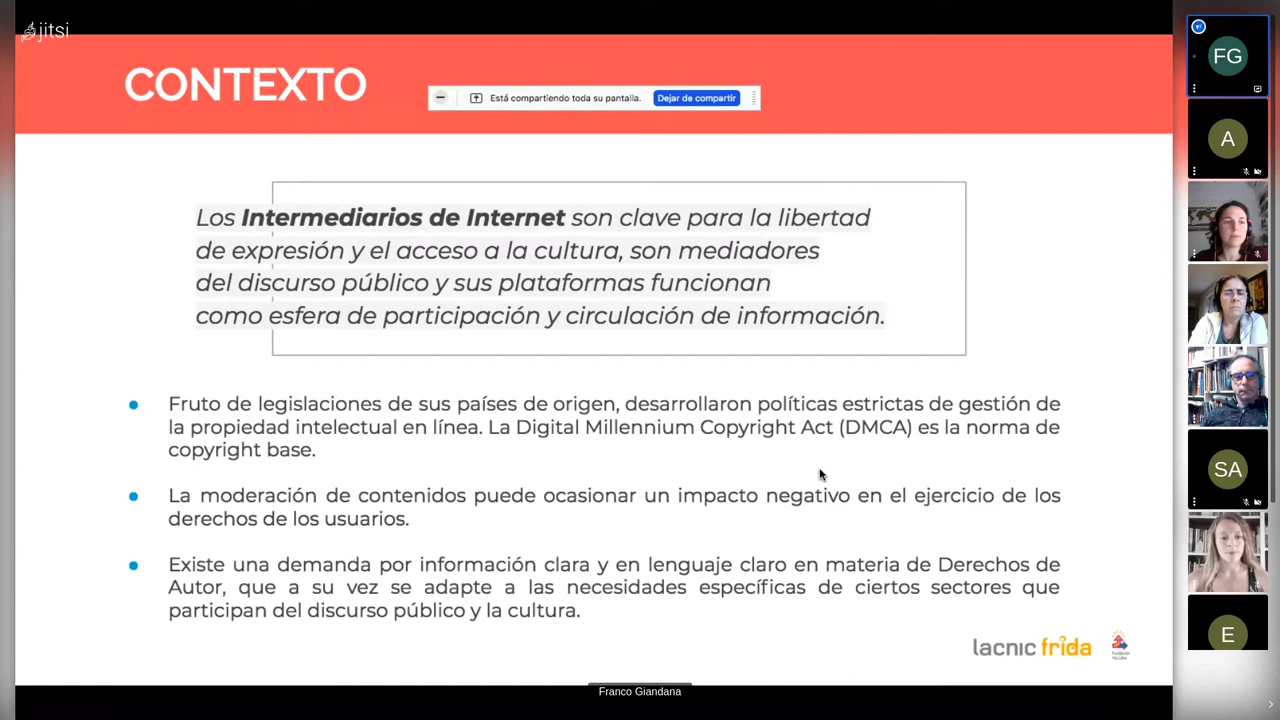 jitsi
CONTEXTO
Está compartiendo toda su pantalla.
Dejar de compartir
Los Intermediarios de Internet son clave para la libertad
de expresión y el acceso a la cultura, son mediadores
del discurso público y sus plataformas funcionan
como esfera de participación y circulación de información.
Fruto de legislaciones de sus países de origen, desarrollaron políticas estrictas de gestión de
la propiedad intelectual en línea. La Digital Millennium Copyright Act (DMCA) es la norma de
copyright base.
La moderación de contenidos puede ocasionar un impacto negativo en el ejercicio de los
derechos de los usuarios.
Existe una demanda por información clara y en lenguaje claro en materia de Derechos de
Autor, que a su vez se adapte a las necesidades específicas de ciertos sectores que
participan del discurso público y la cultura.
lacnic frida
Fundación
Vía Libre
Franco Giandana
FG
A
SA
E